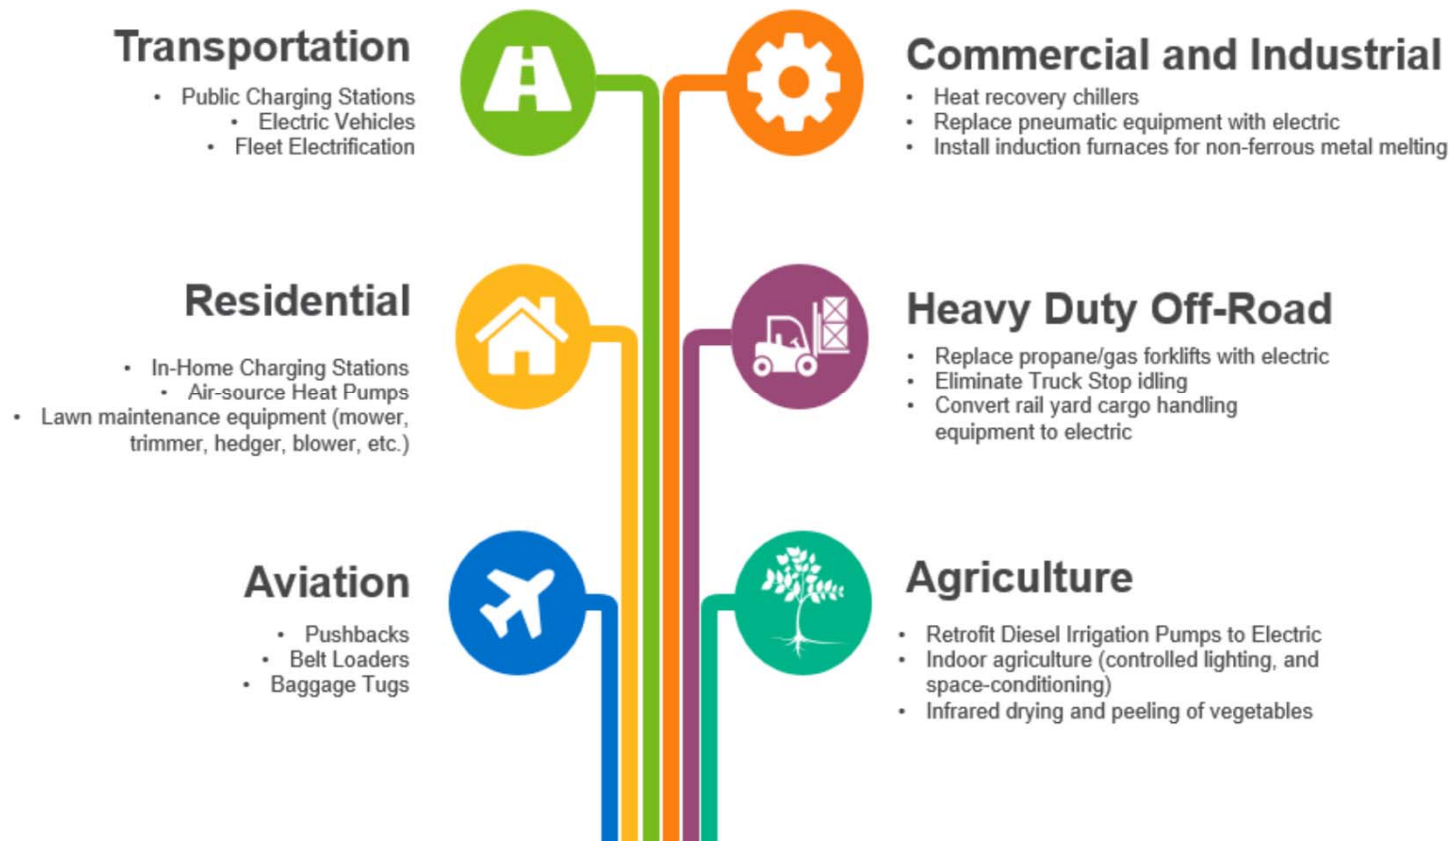 Transportation
• Public Charging Stations
• Electric Vehicles
• Fleet Electrification
Commercial and Industrial
• Heat recovery chillers
• Replace pneumatic equipment with electric
• Install induction furnaces for non-ferrous metal melting
Residential
• In-Home Charging Stations
• Air-source Heat Pumps
• Lawn maintenance equipment (mower,
trimmer, hedger, blower, etc.)
Heavy Duty Off-Road
• Replace propane/gas forklifts with electric
• Eliminate Truck Stop idling
• Convert rail yard cargo handling
equipment to electric
Aviation
• Pushbacks
• Belt Loaders
• Baggage Tugs
Agriculture
• Retrofit Diesel Irrigation Pumps to Electric
• Indoor agriculture (controlled lighting, and
space-conditioning)
• Infrared drying and peeling of vegetables